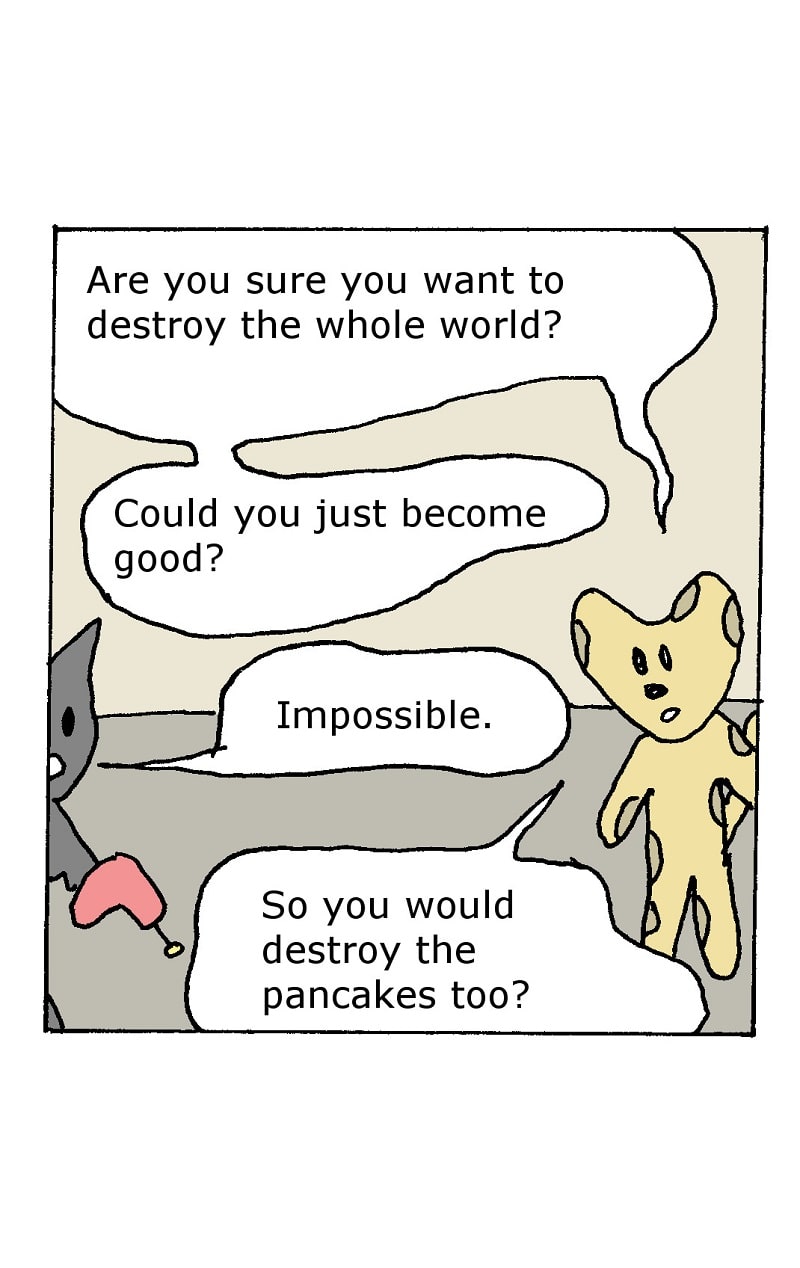 Are you sure you want to
destroy the whole world?
Could you just become
good?
Impossible.
So you would
destroy the
pancakes too?